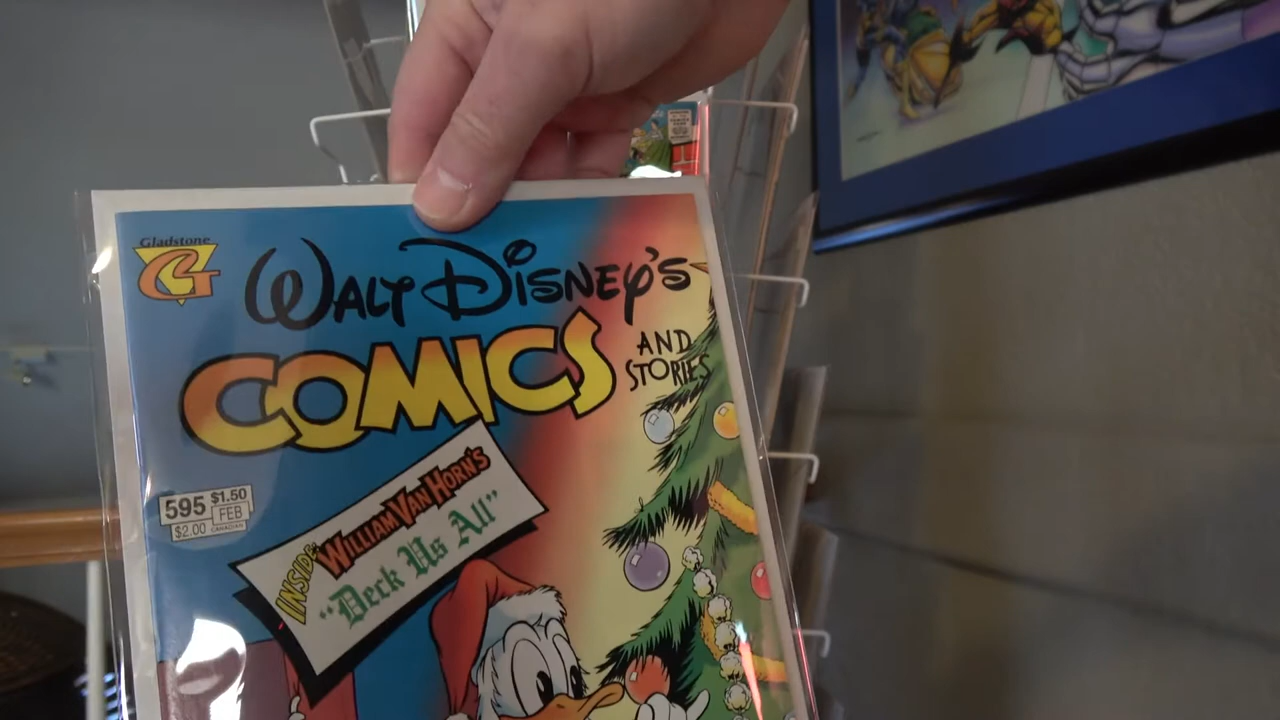 Gladstone
G
WALT DISNEY'S
COMICS
AND
STORIES
595 $1.50
FEB
$2.00 CANADIAN
INSIDE:
WILLIAM VAN HORN'S
"Deck Us All"